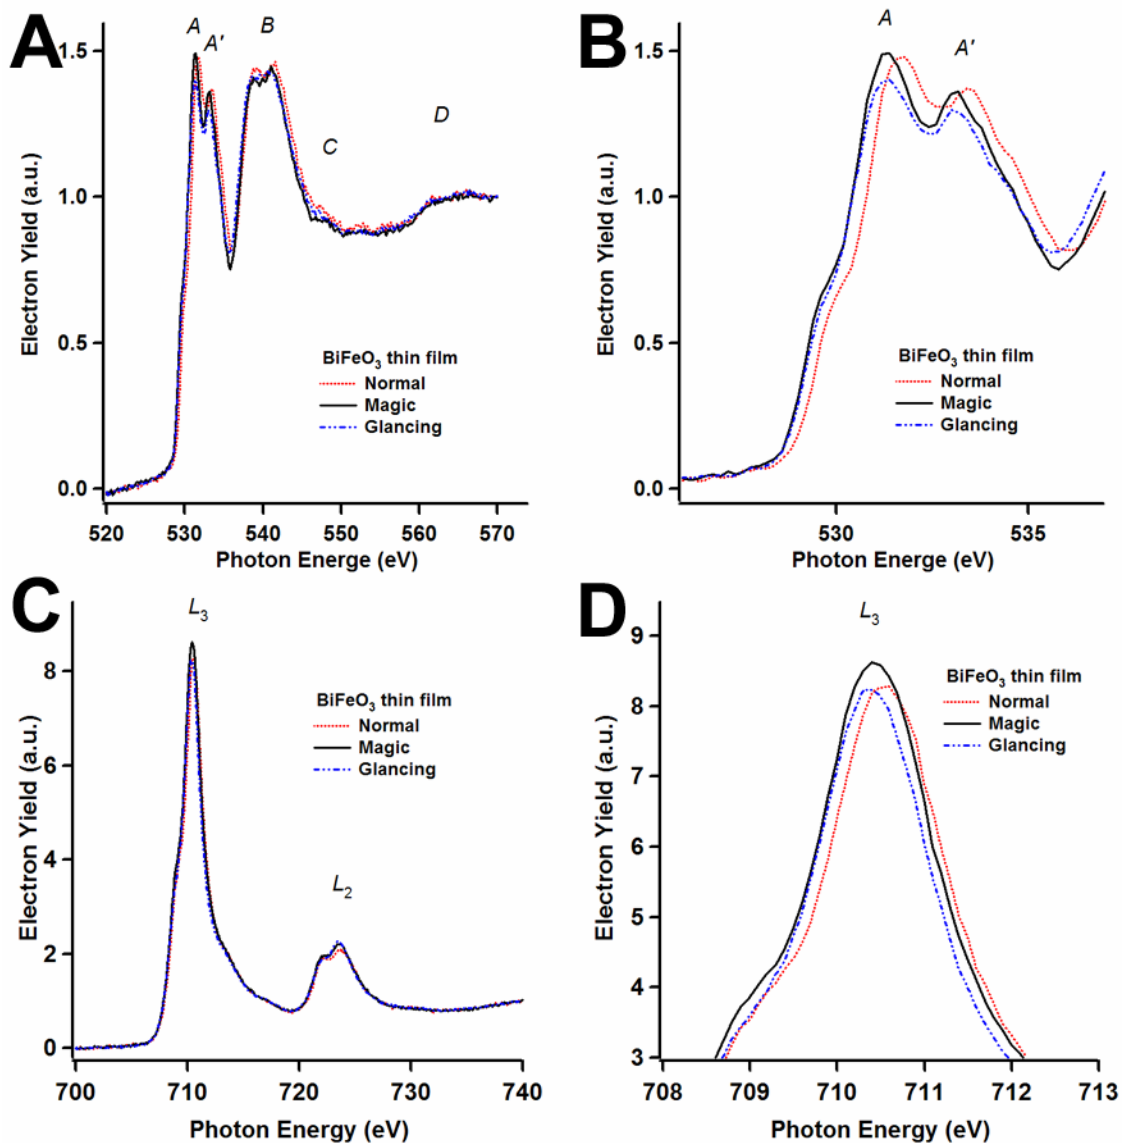 A
A A' B
C
D
1.5
1.0
0.5
0.0
Electron Yield (a.u.)
BiFeO3 thin film
Normal
Magic
Glancing
520 530 540 550 560 570
Photon Energe (eV)
B
A
A'
1.5
1.0
0.5
0.0
Electron Yield (a.u.)
BiFeO3 thin film
Normal
Magic
Glancing
530 535
Photon Energe (eV)
C
L3
L2
8
6
4
2
0
Electron Yield (a.u.)
BiFeO3 thin film
Normal
Magic
Glancing
700 710 720 730 740
Photon Energy (eV)
D
L3
9
8
7
6
5
4
3
Electron Yield (a.u.)
BiFeO3 thin film
Normal
Magic
Glancing
708 709 710 711 712 713
Photon Energy (eV)